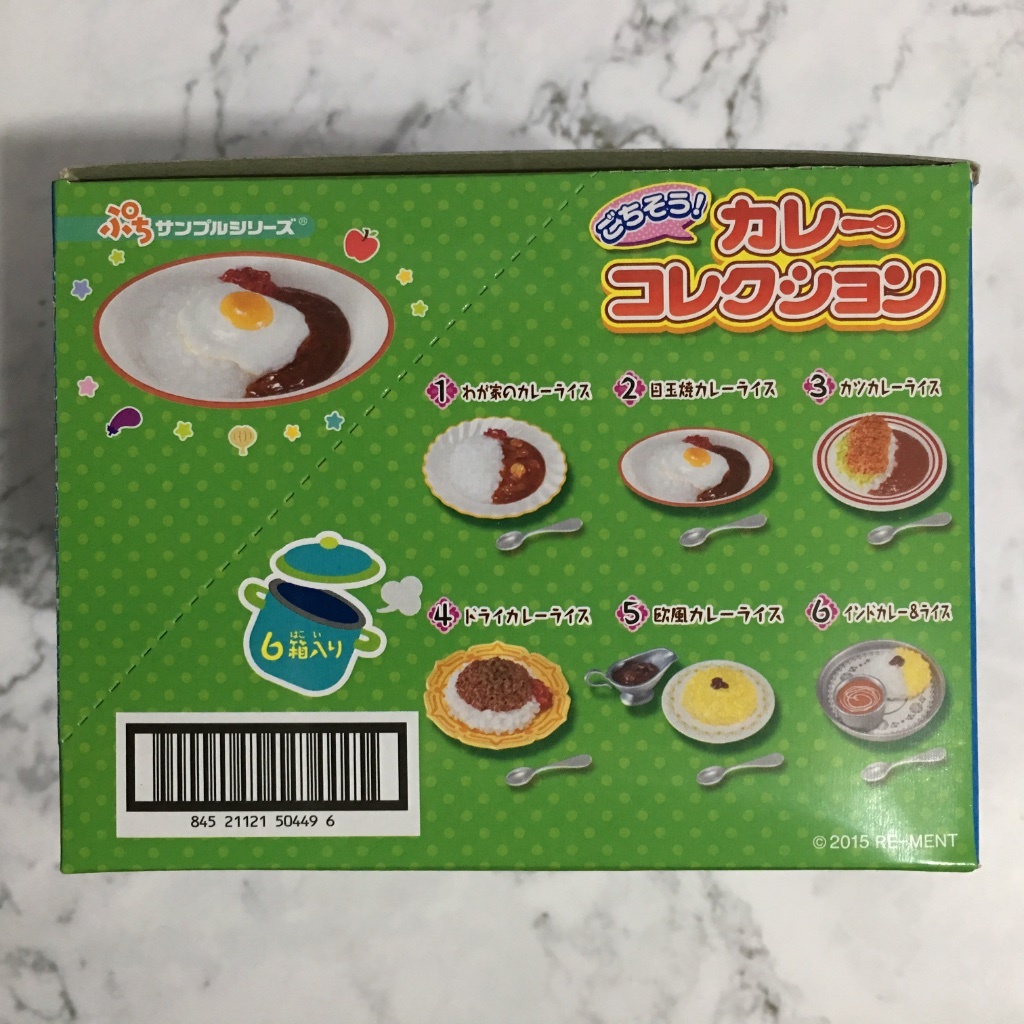 ぷちサンプルシリーズ®
ごちそう!
カレー
コレクション
1 わが家のカレーライス
2 目玉焼カレーライス
3 カツカレーライス
4 ドライカレーライス
5 欧風カレーライス
6 インドカレー&ライス
はこ い
6箱入り
845 21121 50449 6
©2015 RE-MENT